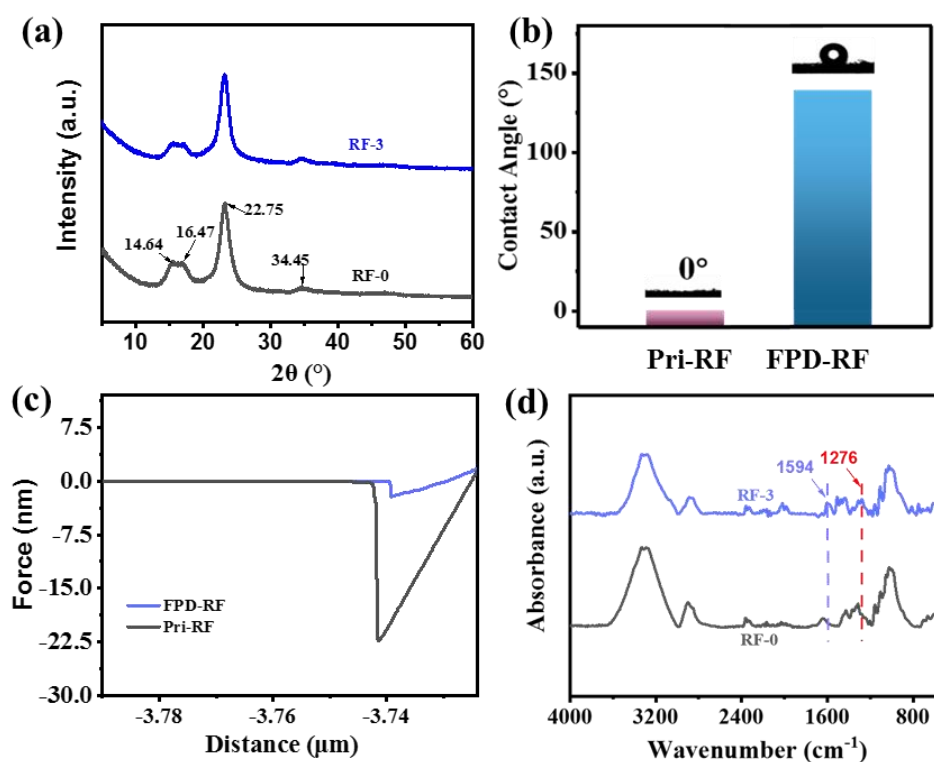 (a)
Intensity (a.u.)
RF-3
14.64
16.47
22.75
34.45
RF-0
10 20 30 40 50 60
2θ (°)
(b)
Contact Angle (°)
150
100
50
0
0°
Pri-RF FPD-RF
(c)
Force (nm)
7.5
0.0
-7.5
-15.0
-22.5
-30.0
FPD-RF
Pri-RF
-3.78 -3.76 -3.74
Distance (μm)
(d)
Absorbance (a.u.)
1594
1276
RF-3
RF-0
4000 3200 2400 1600 800
Wavenumber (cm⁻¹)